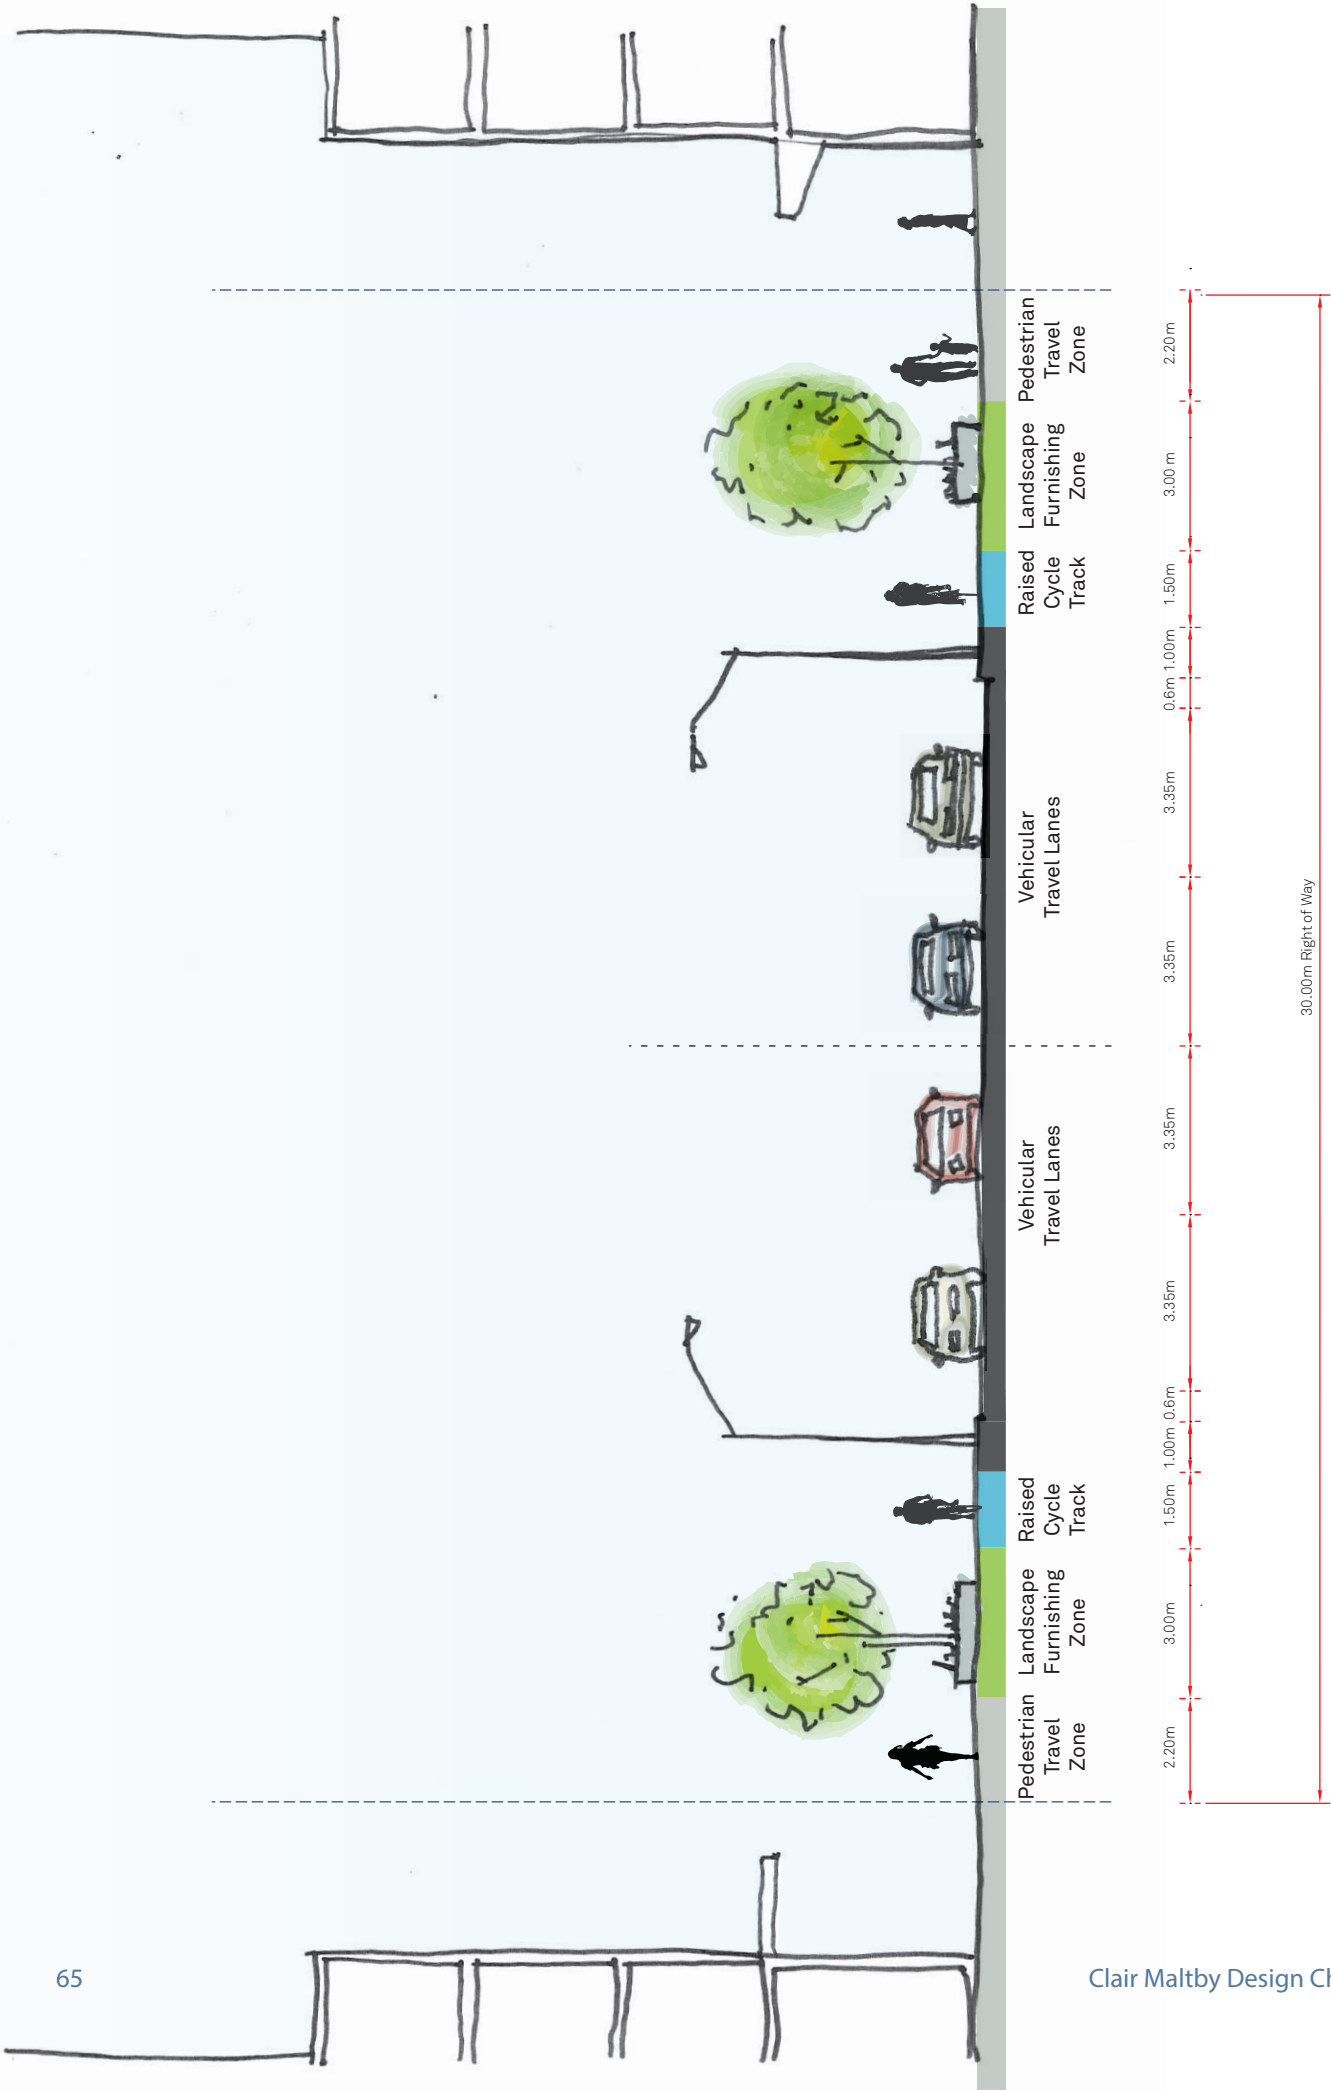 Pedestrian
Travel
Zone
Landscape
Furnishing
Zone
Raised
Cycle
Track
Vehicular
Travel Lanes
Vehicular
Travel Lanes
Raised
Cycle
Track
Landscape
Furnishing
Zone
Pedestrian
Travel
Zone
2.20m
3.00m
1.50m
1.00m
0.6m
3.35m
3.35m
3.35m
3.35m
0.6m
1.00m
1.50m
3.00 m
2.20m
30.00m Right of Way
65
Clair Maltby Design Ch